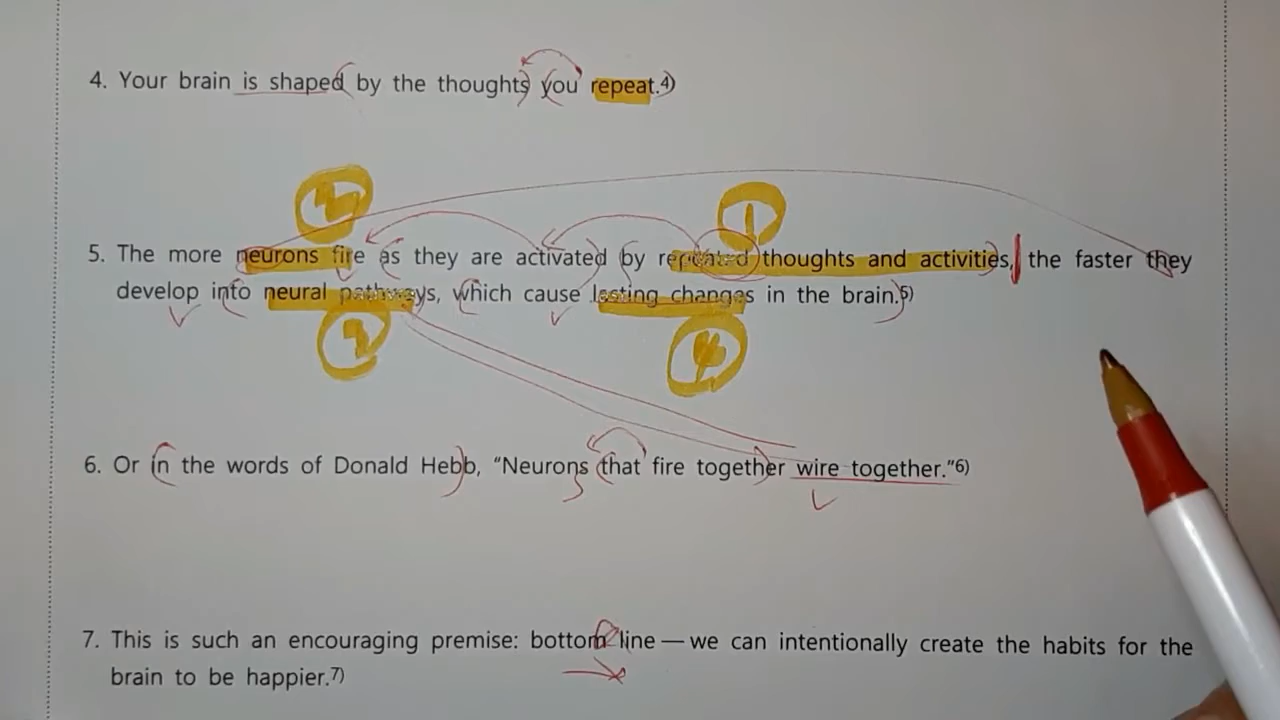 4. Your brain is shaped by the thoughts you repeat.4)
2
1
5. The more neurons fire as they are activated by repeated thoughts and activities, the faster they
develop into neural pathways, which cause lasting changes in the brain.5)
4
6. Or in the words of Donald Hebb, “Neurons that fire together wire together.”6)
7. This is such an encouraging premise: bottom line — we can intentionally create the habits for the
brain to be happier.7)